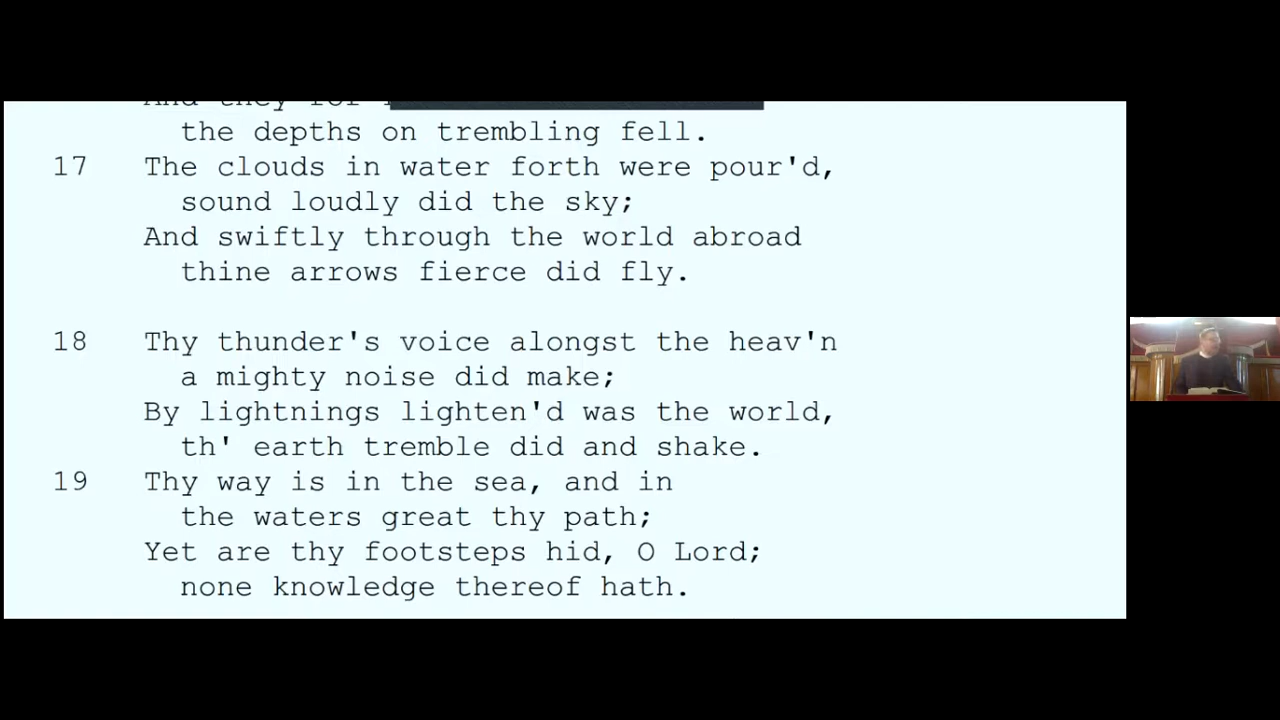 And they for
the depths on trembling fell.
17 The clouds in water forth were pour'd,
sound loudly did the sky;
And swiftly through the world abroad
thine arrows fierce did fly.
18 Thy thunder's voice alongst the heav'n
a mighty noise did make;
By lightnings lighten'd was the world,
th' earth tremble did and shake.
19 Thy way is in the sea, and in
the waters great thy path;
Yet are thy footsteps hid, O Lord;
none knowledge thereof hath.